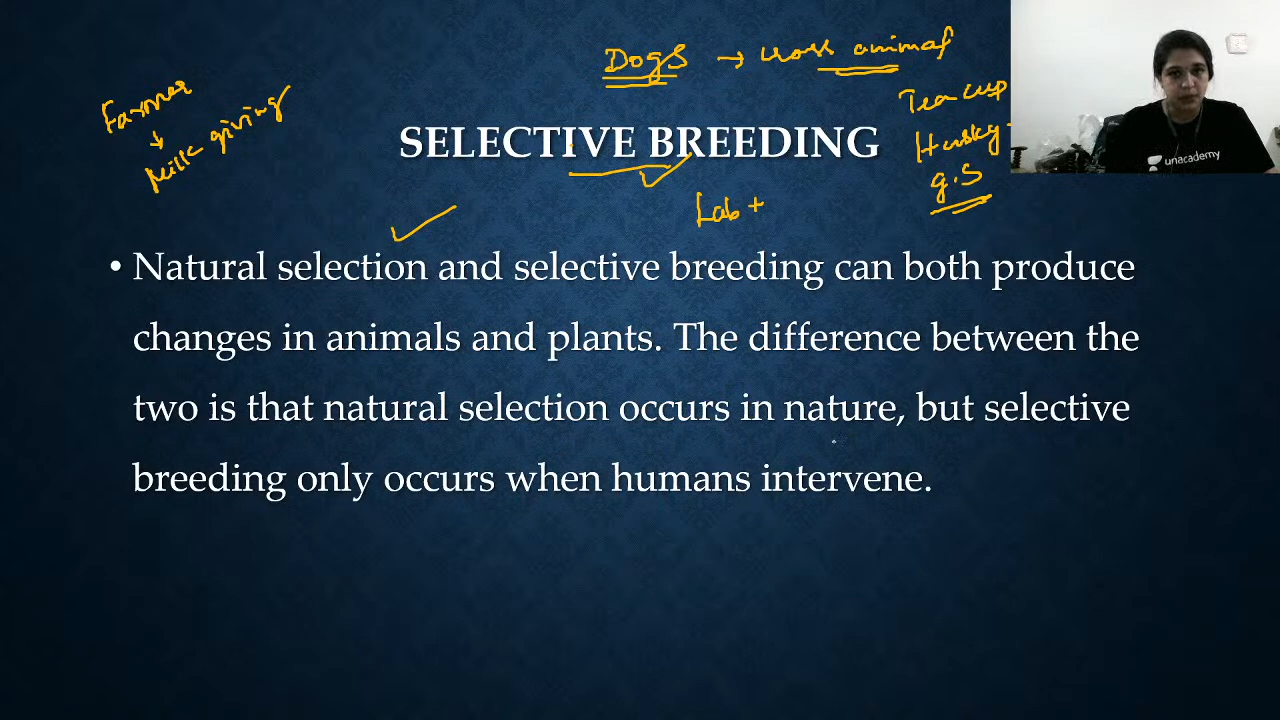 Dogs → cross animal
Farmer
↓
Milk giving
Tea cup
Husky
g.S
SELECTIVE BREEDING
unacademy
Lab +
• Natural selection and selective breeding can both produce
changes in animals and plants. The difference between the
two is that natural selection occurs in nature, but selective
breeding only occurs when humans intervene.